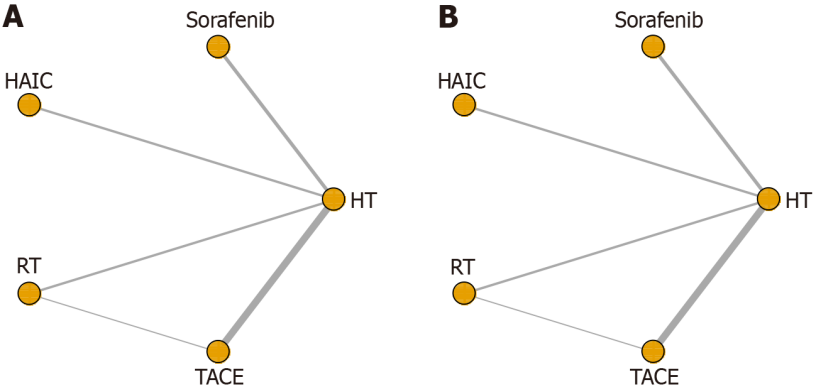 A
Sorafenib
HAIC
HT
RT
TACE
B
Sorafenib
HAIC
HT
RT
TACE